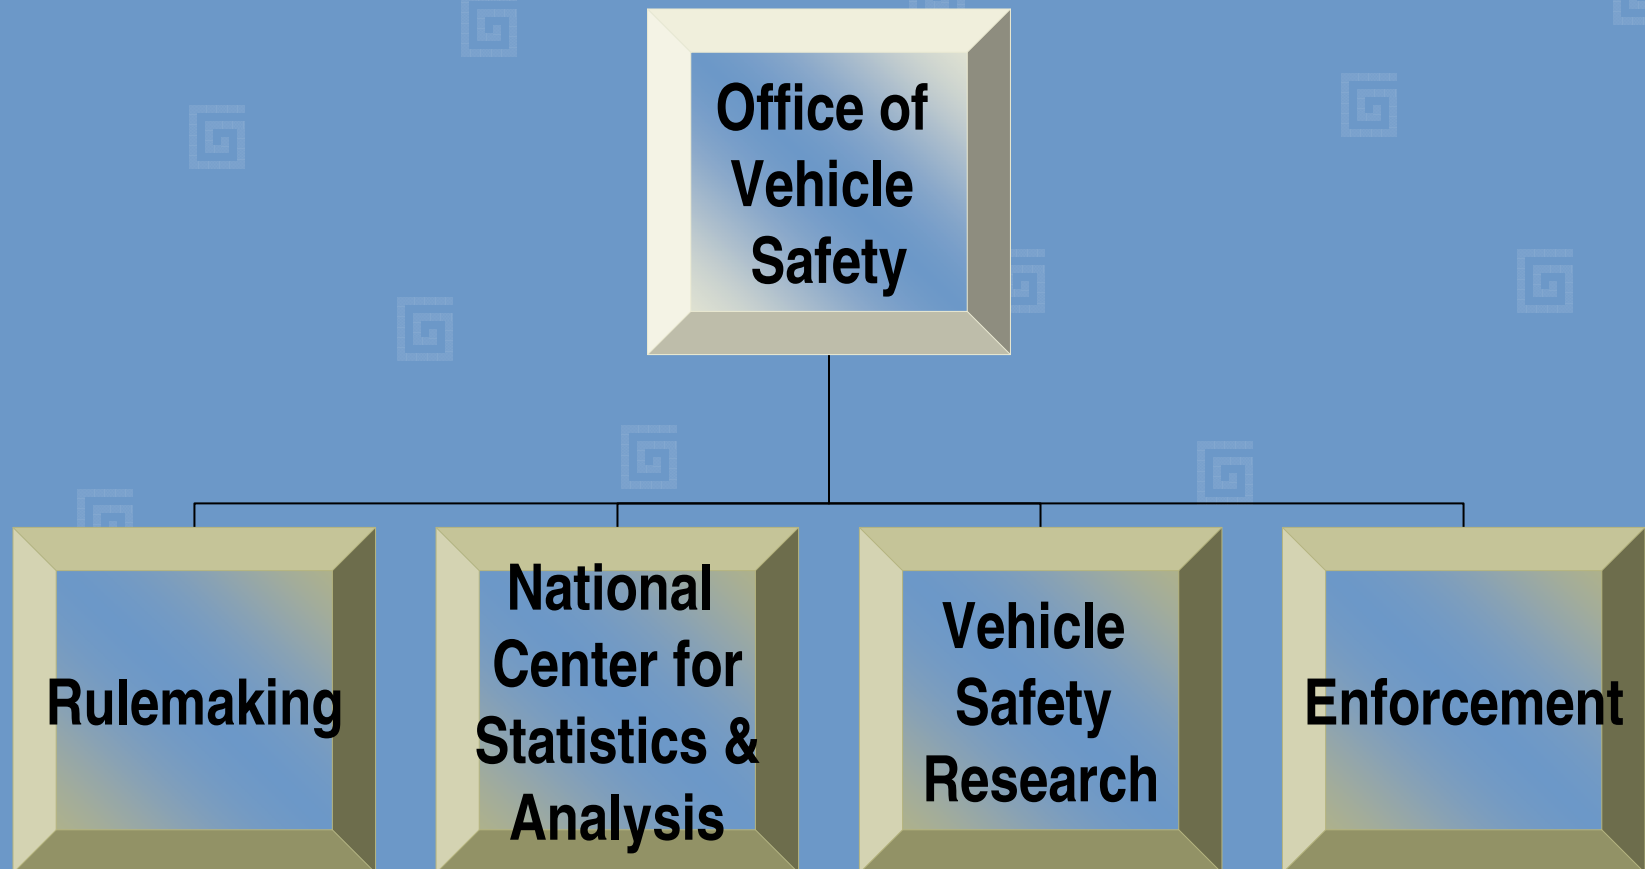 Office of
Vehicle
Safety
Rulemaking
National
Center for
Statistics &
Analysis
Vehicle
Safety
Research
Enforcement